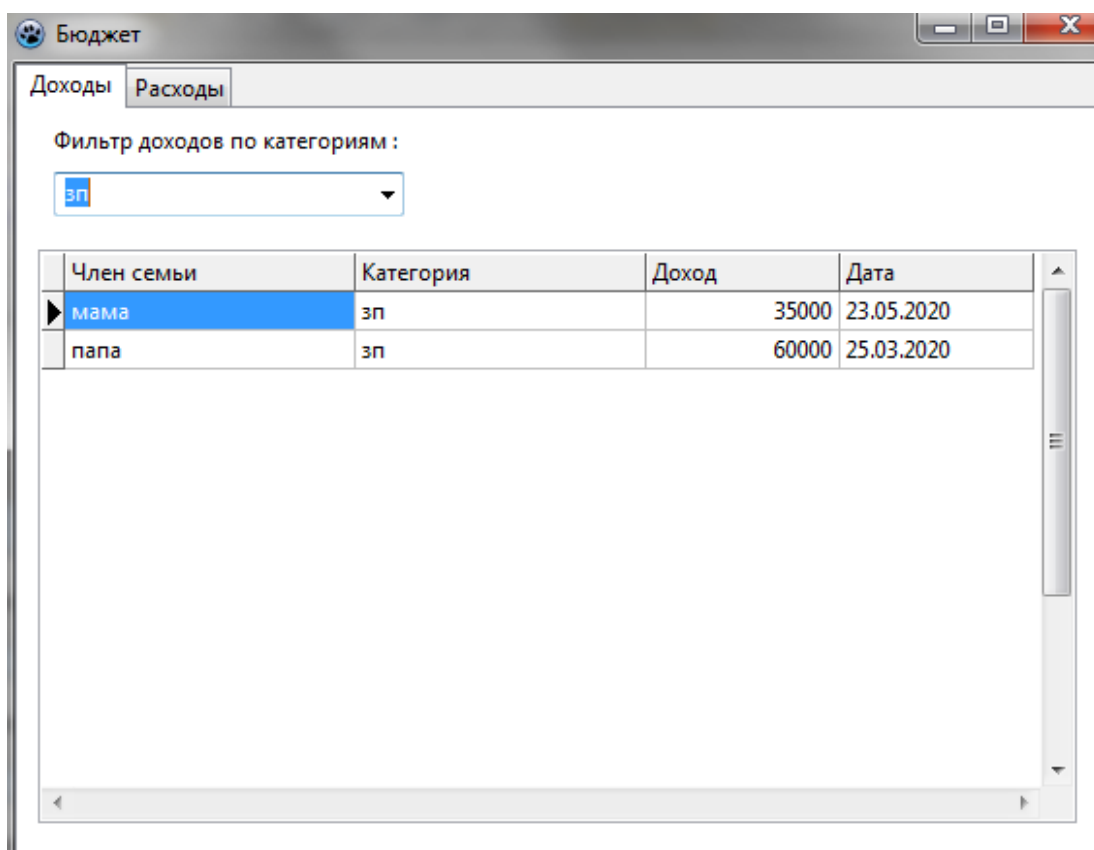 Бюджет
Доходы Расходы
Фильтр доходов по категориям :
зп
Член семьи Категория Доход Дата
мама зп 35000 23.05.2020
папа зп 60000 25.03.2020